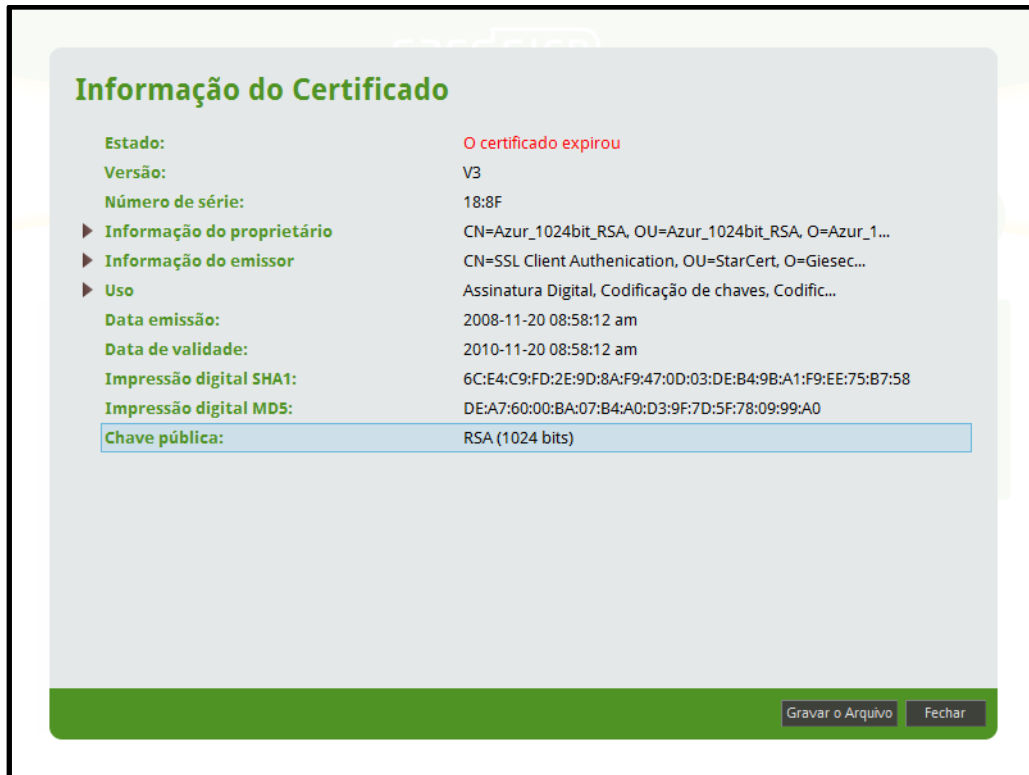 Informação do Certificado
Estado: O certificado expirou
Versão: V3
Número de série: 18:8F
Informação do proprietário CN=Azur_1024bit_RSA, OU=Azur_1024bit_RSA, O=Azur_1...
Informação do emissor CN=SSL Client Authenication, OU=StarCert, O=Giesec...
Uso Assinatura Digital, Codificação de chaves, Codific...
Data emissão: 2008-11-20 08:58:12 am
Data de validade: 2010-11-20 08:58:12 am
Impressão digital SHA1: 6C:E4:C9:FD:2E:9D:8A:F9:47:0D:03:DE:B4:9B:A1:F9:EE:75:B7:58
Impressão digital MD5: DE:A7:60:00:BA:07:B4:A0:D3:9F:7D:5F:78:09:99:A0
Chave pública: RSA (1024 bits)
Gravar o Arquivo Fechar